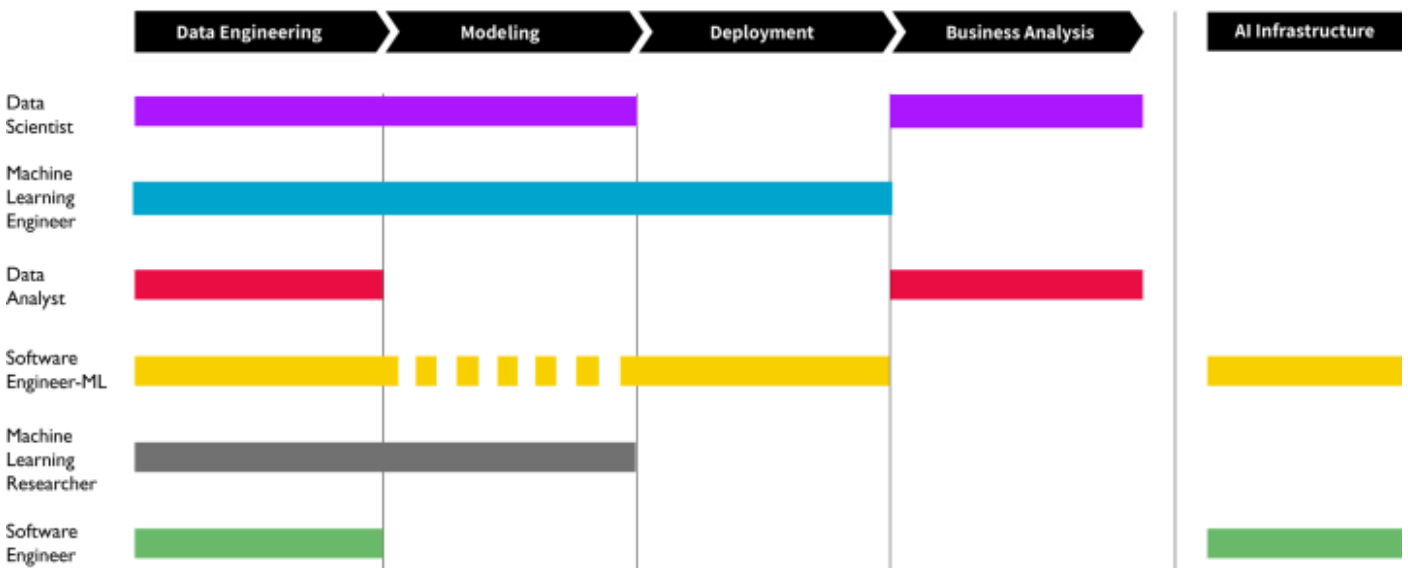 Data Engineering
Modeling
Deployment
Business Analysis
AI Infrastructure
Data
Scientist
Machine
Learning
Engineer
Data
Analyst
Software
Engineer-ML
Machine
Learning
Researcher
Software
Engineer